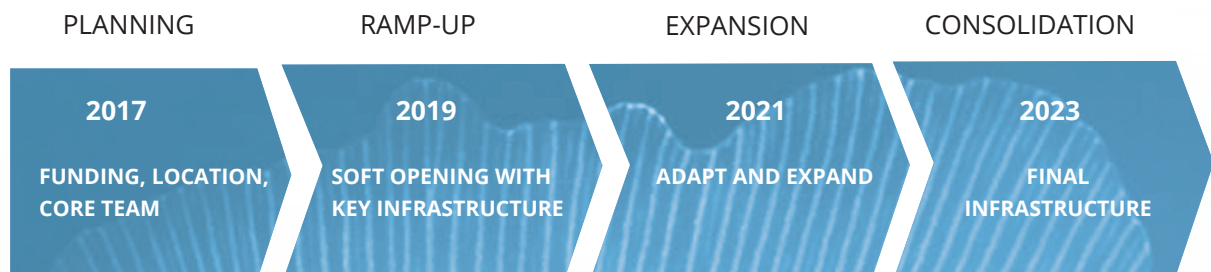 PLANNING
RAMP-UP
EXPANSION
CONSOLIDATION
2017
FUNDING, LOCATION,
CORE TEAM
2019
SOFT OPENING WITH
KEY INFRASTRUCTURE
2021
ADAPT AND EXPAND
2023
FINAL
INFRASTRUCTURE